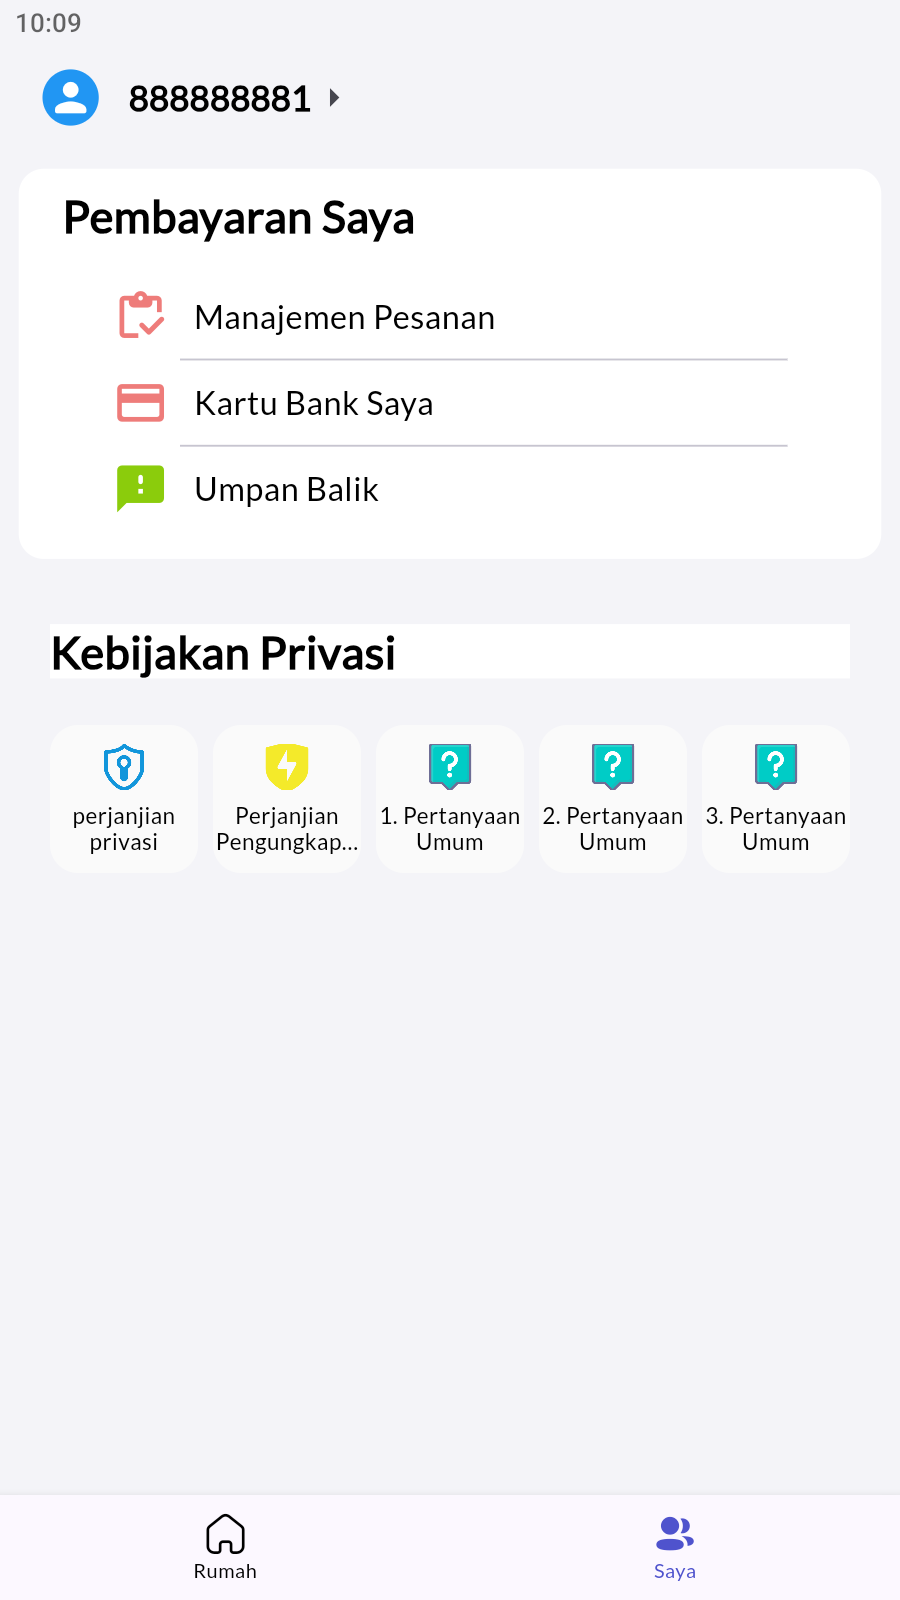 10:09
888888881
Pembayaran Saya
Manajemen Pesanan
Kartu Bank Saya
Umpan Balik
Kebijakan Privasi
perjanjian
privasi
Perjanjian
Pengungkap...
1. Pertanyaan
Umum
2. Pertanyaan
Umum
3. Pertanyaan
Umum
Rumah
Saya